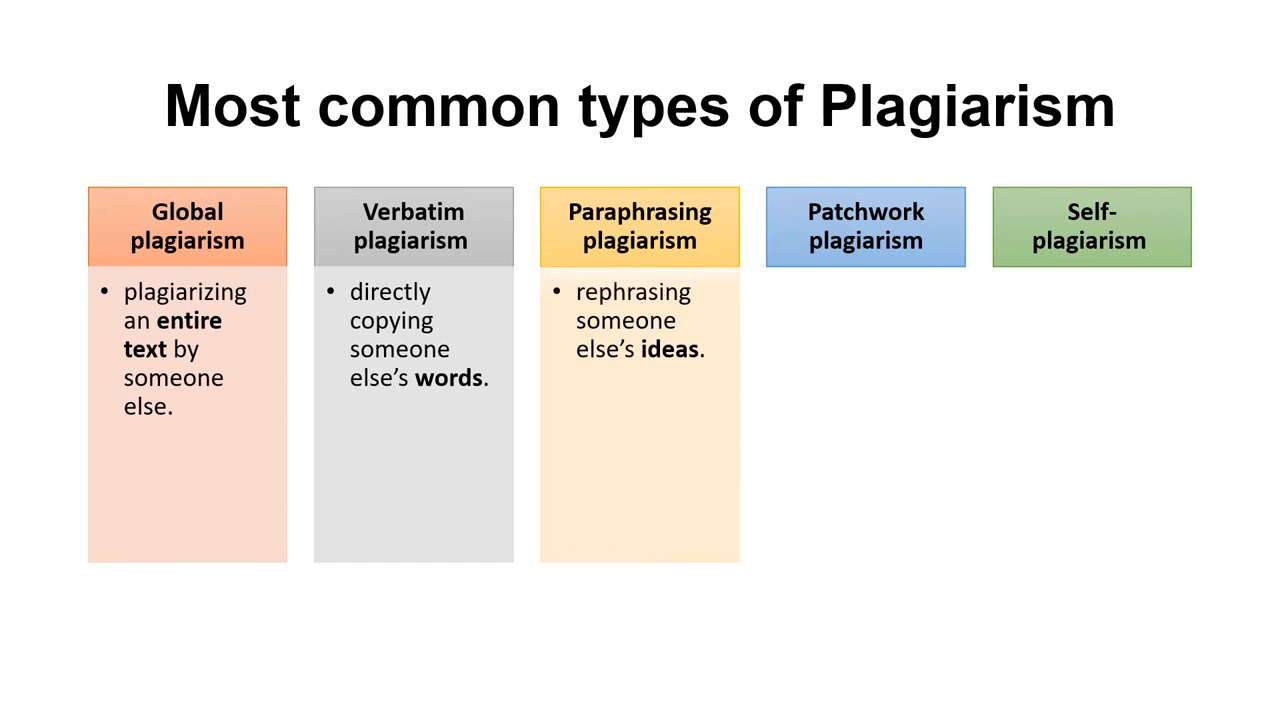 Most common types of Plagiarism
Global
plagiarism
• plagiarizing
an entire
text by
someone
else.
Verbatim
plagiarism
• directly
copying
someone
else’s words.
Paraphrasing
plagiarism
• rephrasing
someone
else’s ideas.
Patchwork
plagiarism
Self-
plagiarism